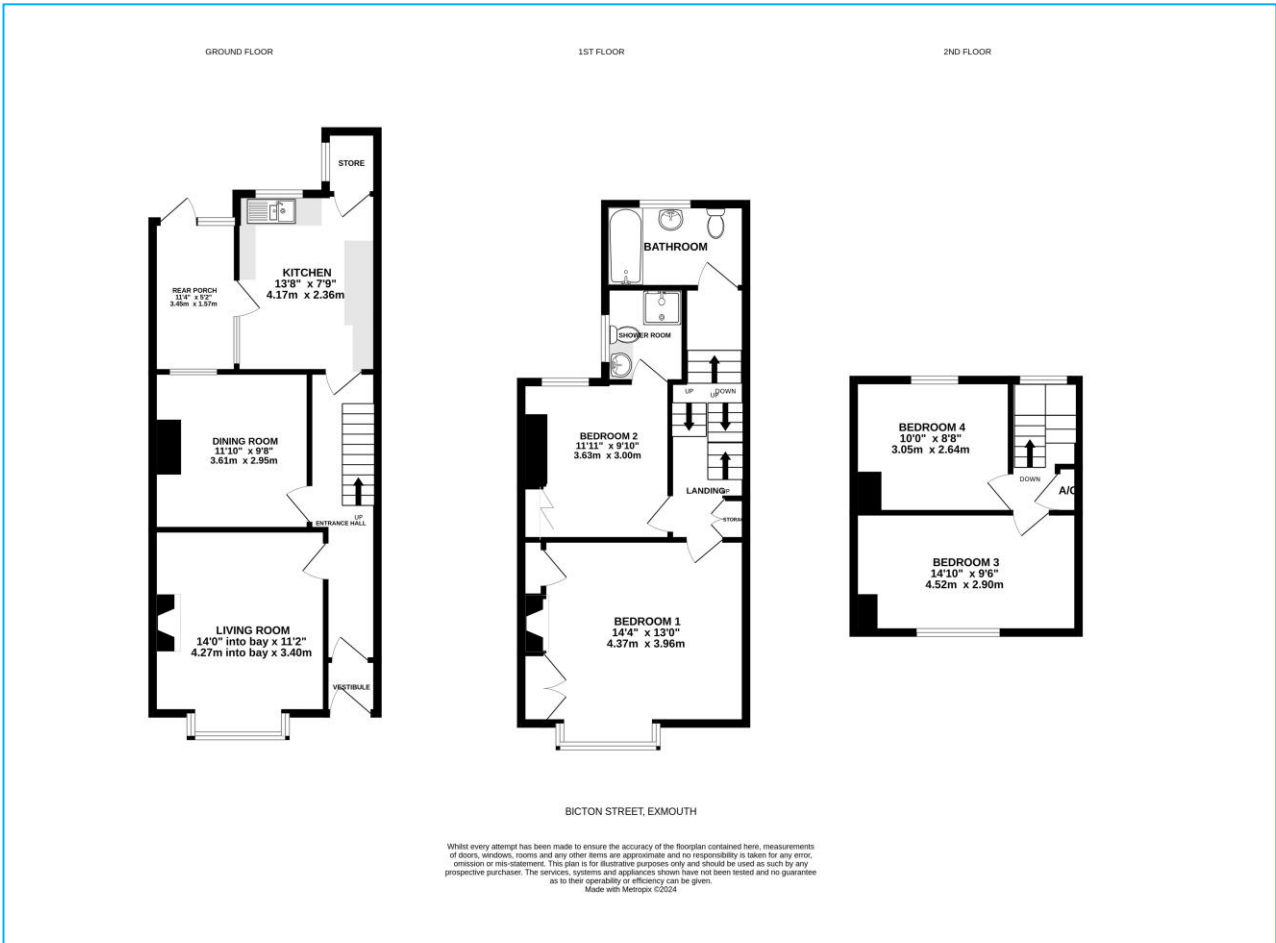 GROUND FLOOR
1ST FLOOR
2ND FLOOR
STORE
KITCHEN
13'8" x 7'9"
4.17m x 2.36m
REAR PORCH
11'4" x 5'2"
3.45m x 1.57m
DINING ROOM
11'10" x 9'8"
3.61m x 2.95m
UP
ENTRANCE HALL
LIVING ROOM
14'0" into bay x 11'2"
4.27m into bay x 3.40m
VESTIBULE
BATHROOM
SHOWER ROOM
UP
DOWN
UP
BEDROOM 2
11'11" x 9'10"
3.63m x 3.00m
LANDING
UP
BEDROOM 1
14'4" x 13'0"
4.37m x 3.96m
BEDROOM 4
10'0" x 8'8"
3.05m x 2.64m
DOWN
BEDROOM 3
14'10" x 9'6"
4.52m x 2.90m
BICTON STREET, EXMOUTH
Whilst every attempt has been made to ensure the accuracy of the floorplan contained here, measurements
of doors, windows, rooms and any other items are approximate and no responsibility is taken for any error,
omission or mis-statement. This plan is for illustrative purposes only and should be used as such by any
prospective purchaser. The services, systems and appliances shown have not been tested and no guarantee
as to their operability or efficiency can be given.
Made with Metropix ©2024